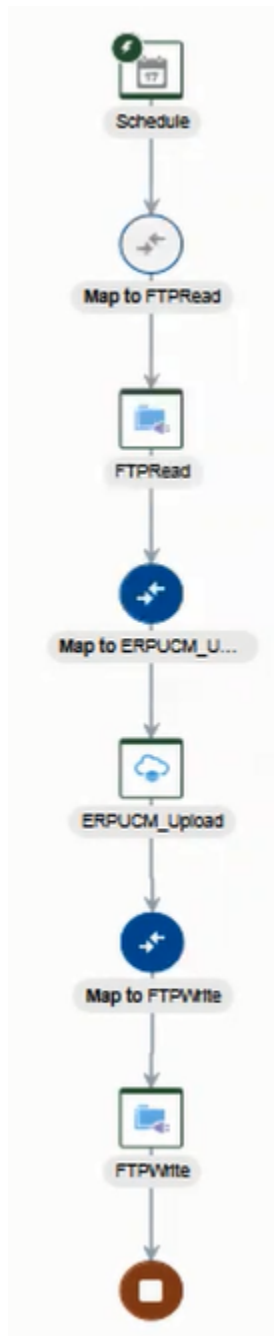 17
Schedule
Map to FTPRead
FTPRead
Map to ERPUCM_U...
ERPUCM_Upload
Map to FTPWrite
FTPWrite